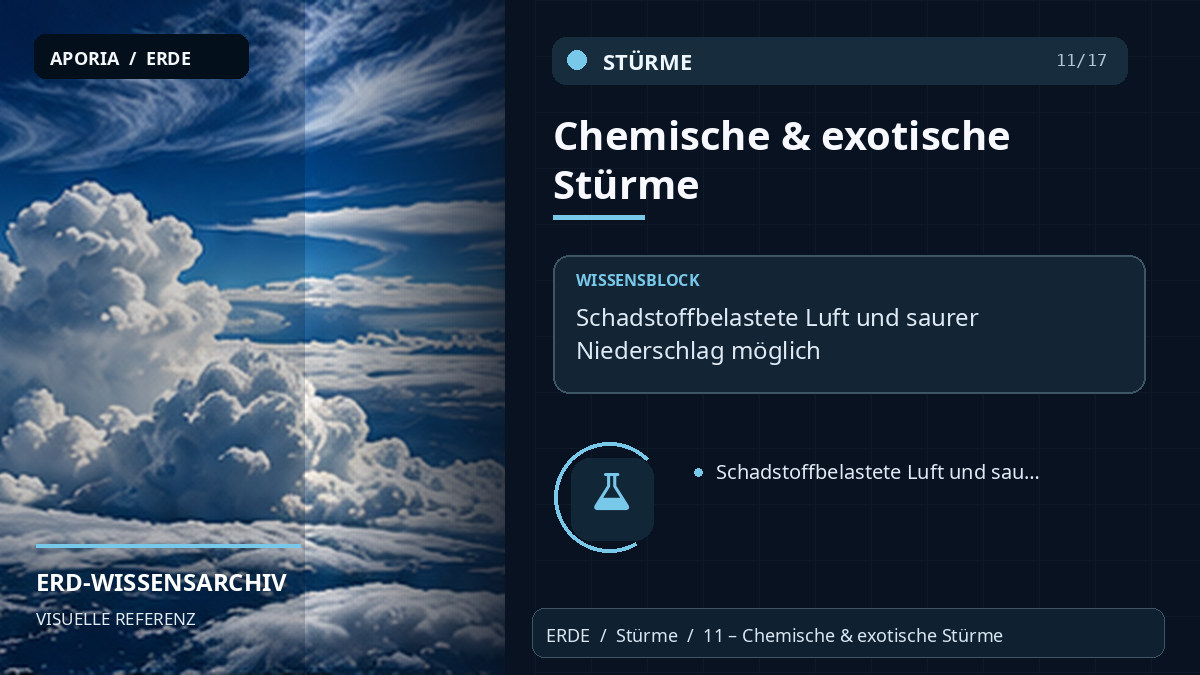 APORIA / ERDE
ERD-WISSENSARCHIV
VISUELLE REFERENZ
STÜRME
11/17
Chemische & exotische
Stürme
WISSENSBLOCK
Schadstoffbelastete Luft und saurer
Niederschlag möglich
Schadstoffbelastete Luft und sau…
ERDE / Stürme / 11 – Chemische & exotische Stürme